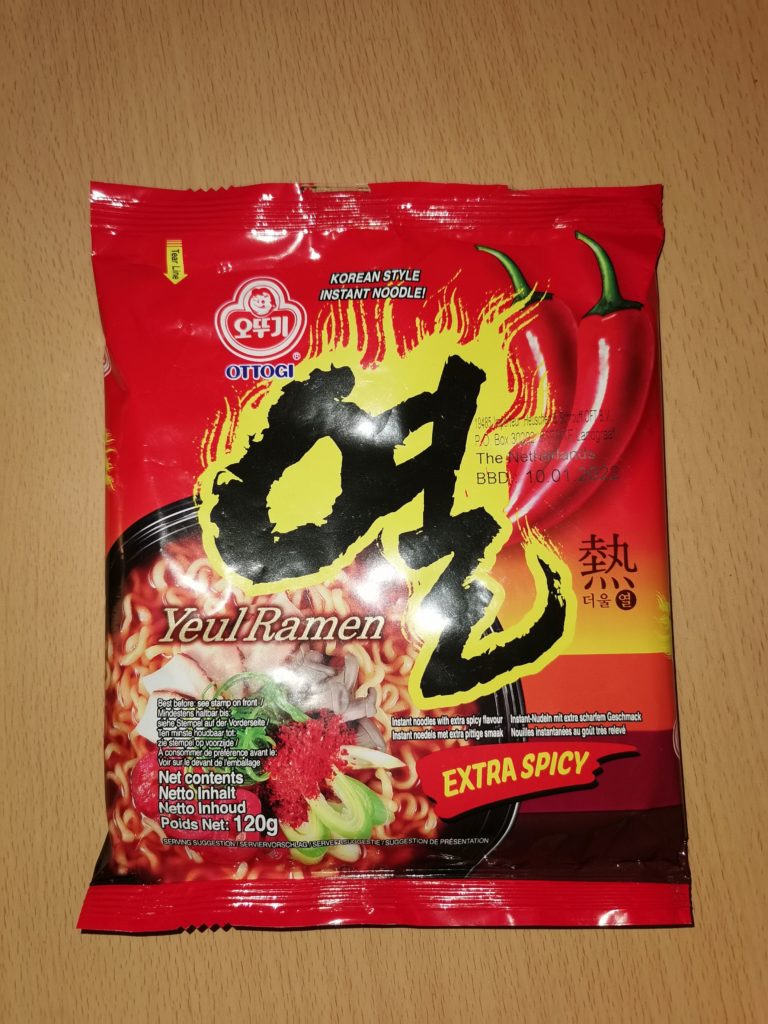 Tear Line
KOREAN STYLE
INSTANT NOODLE!
오뚜기
OTTOGI ®
열
P.O. Box 30202
Landgraaf
The Netherlands
BBD: 10.01.2022
熱
더울 열
Yeul Ramen
Best before: see stamp on front /
Mindestens haltbar bis:
siehe Stempel auf der Vorderseite /
Ten minste houdbaar tot:
zie stempel op voorzijde /
A consommer de préférence avant le:
Voir sur le devant de l'emballage
Net contents
Netto Inhalt
Netto Inhoud
Poids Net: 120g
Instant noodles with extra spicy flavour
Instant noedels met extra pittige smaak
Instant-Nudeln mit extra scharfem Geschmack
Nouilles instantanées au goût très relevé
EXTRA SPICY
SERVING SUGGESTION / SERVIERVORSCHLAG / SERVEERSUGGESTIE / SUGGESTION DE PRÉSENTATION